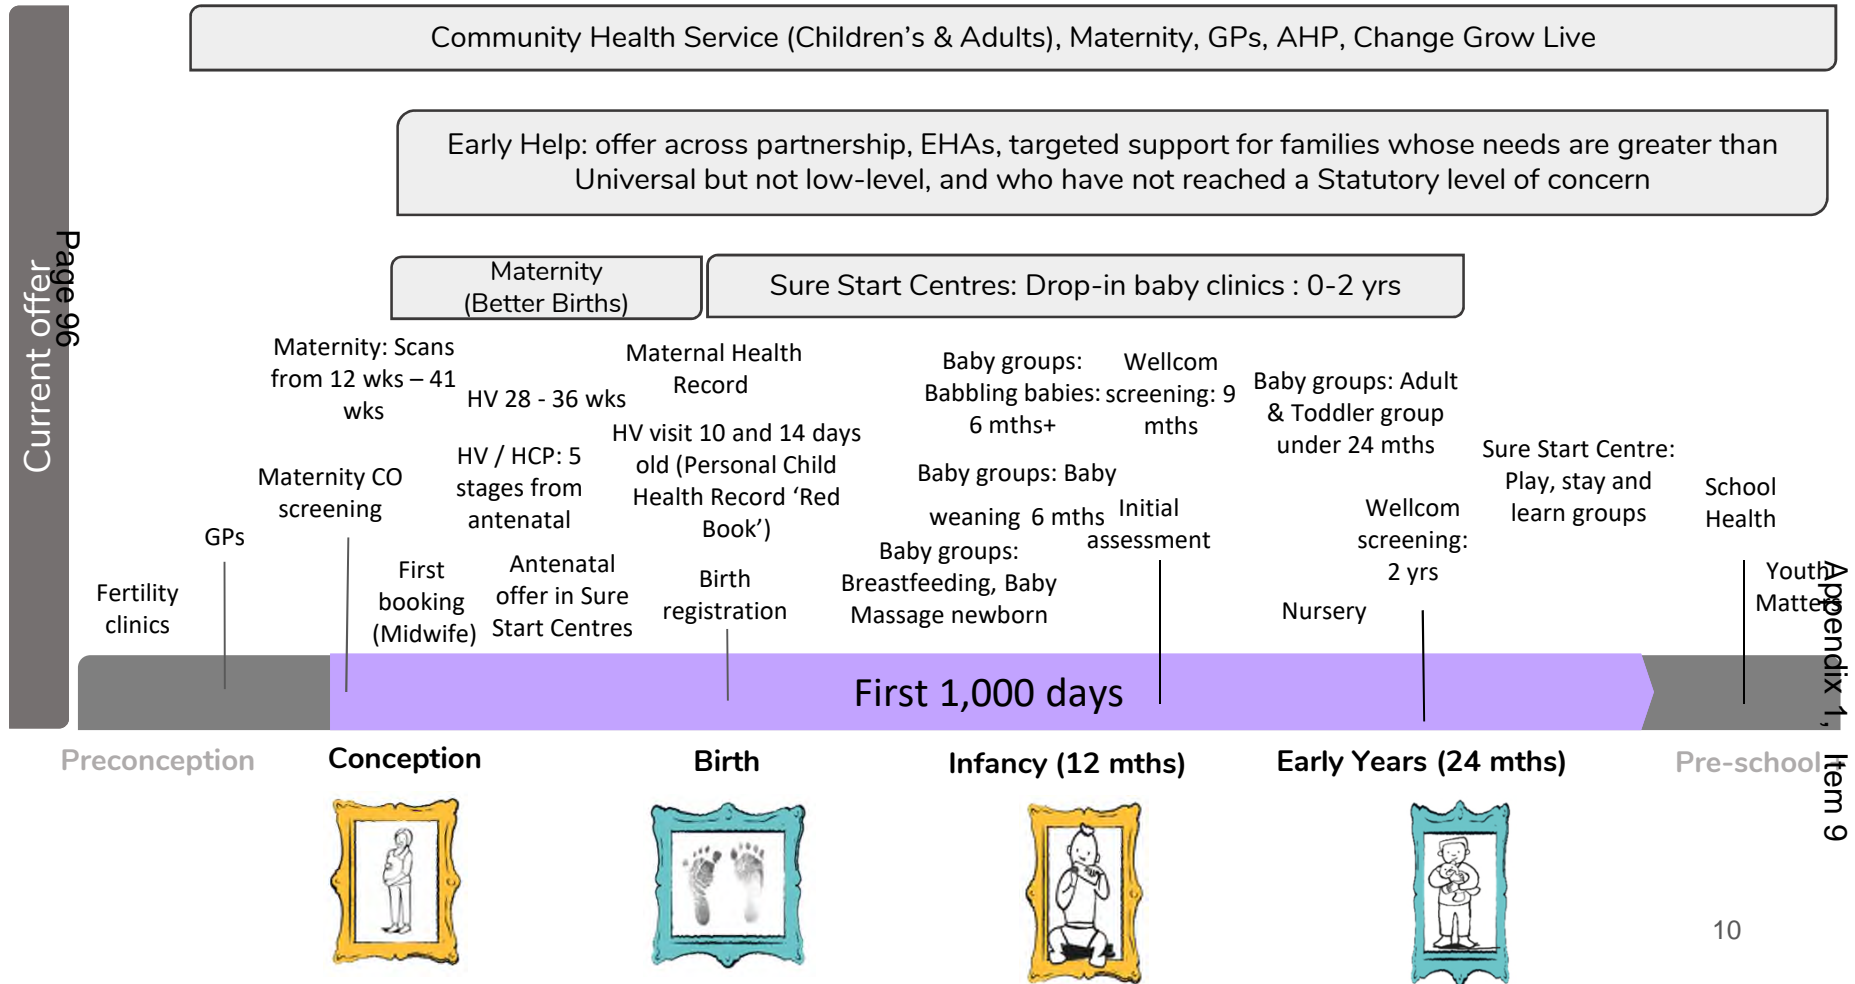 Community Health Service (Children's & Adults), Maternity, GPs, AHP, Change Grow Live
Early Help: offer across partnership, EHAs, targeted support for families whose needs are greater than
Universal but not low-level, and who have not reached a Statutory level of concern
Current offer
Page 96
Maternity
(Better Births)
Sure Start Centres: Drop-in baby clinics : 0-2 yrs
Fertility
clinics
GPs
Maternity: Scans
from 12 wks – 41
wks
Maternity CO
screening
First
booking
(Midwife)
HV 28 - 36 wks
HV / HCP: 5
stages from
antenatal
Antenatal
offer in Sure
Start Centres
Maternal Health
Record
HV visit 10 and 14 days
old (Personal Child
Health Record ‘Red
Book’)
Birth
registration
Baby groups:
Babbling babies:
6 mths+
Baby groups: Baby
weaning 6 mths
Baby groups:
Breastfeeding, Baby
Massage newborn
Wellcom
screening: 9
mths
Initial
assessment
Baby groups: Adult
& Toddler group
under 24 mths
Wellcom
screening:
2 yrs
Nursery
Sure Start Centre:
Play, stay and
learn groups
School
Health
Youth
Matters
First 1,000 days
Preconception
Conception
Birth
Infancy (12 mths)
Early Years (24 mths)
Pre-school
Appendix 1, Item 9
10